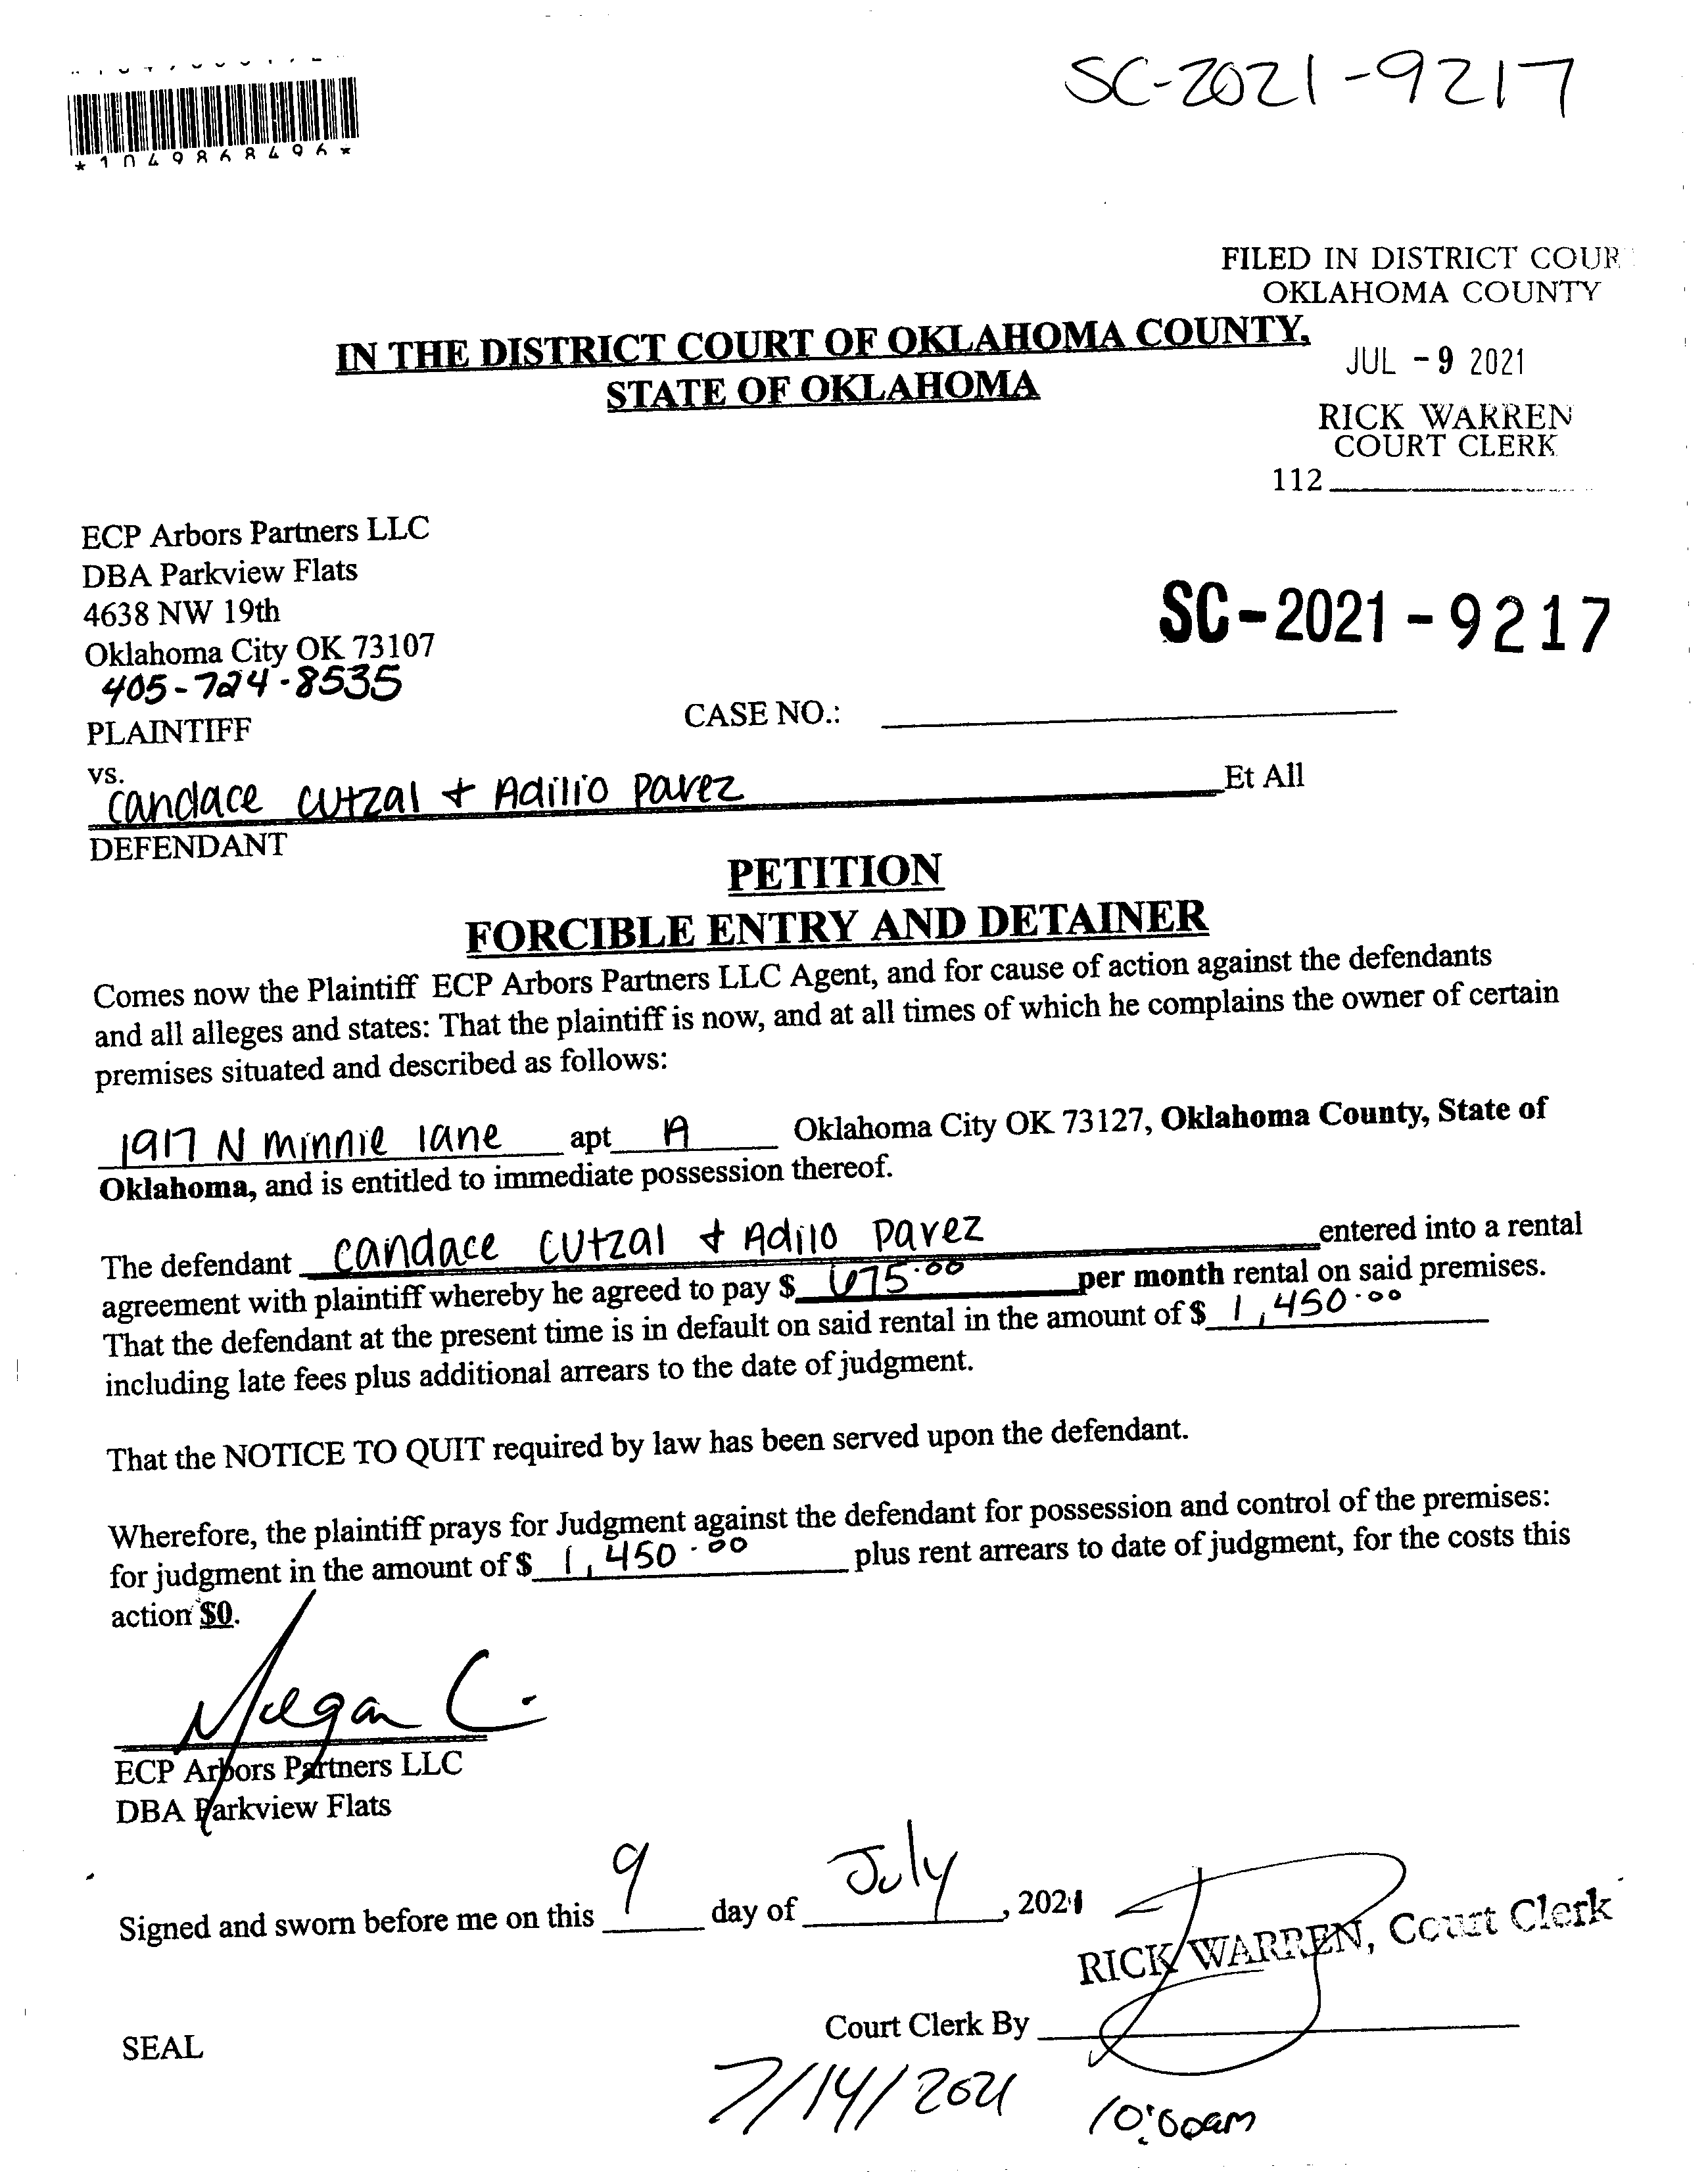 SC-2021-9217
FILED IN DISTRICT COUR
OKLAHOMA COUNTY
IN THE DISTRICT COURT OF OKLAHOMA COUNTY,
STATE OF OKLAHOMA
JUL - 9 2021
RICK WARREN
COURT CLERK
112
ECP Arbors Partners LLC
DBA Parkview Flats
4638 NW 19th
Oklahoma City OK 73107
405-724-8535
SC-2021-9217
PLAINTIFF
CASE NO.:
vs.
Candace Cutzal + Adilio Pavez Et All
DEFENDANT
PETITION
FORCIBLE ENTRY AND DETAINER
Comes now the Plaintiff ECP Arbors Partners LLC Agent, and for cause of action against the defendants
and all alleges and states: That the plaintiff is now, and at all times of which he complains the owner of certain
premises situated and described as follows:
1917 N Minnie lane apt A Oklahoma City OK 73127, Oklahoma County, State of
Oklahoma, and is entitled to immediate possession thereof.
The defendant Candace Cutzal + Adilo Pavez entered into a rental
agreement with plaintiff whereby he agreed to pay $ 675.00 per month rental on said premises.
That the defendant at the present time is in default on said rental in the amount of $ 1,450.00
including late fees plus additional arrears to the date of judgment.
That the NOTICE TO QUIT required by law has been served upon the defendant.
Wherefore, the plaintiff prays for Judgment against the defendant for possession and control of the premises:
for judgment in the amount of $ 1,450.00 plus rent arrears to date of judgment, for the costs this
action $0.
Megan C.
ECP Arbors Partners LLC
DBA Parkview Flats
Signed and sworn before me on this 9 day of July, 2021
RICK WARREN, Court Clerk
Court Clerk By
SEAL
7/14/2021 10:00am